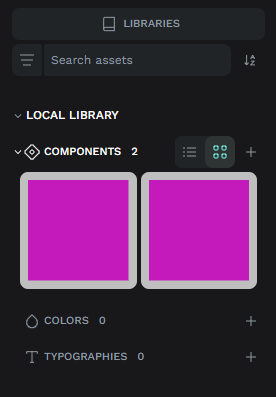 LIBRARIES
Search assets
LOCAL LIBRARY
COMPONENTS 2
COLORS 0
TYPOGRAPHIES 0